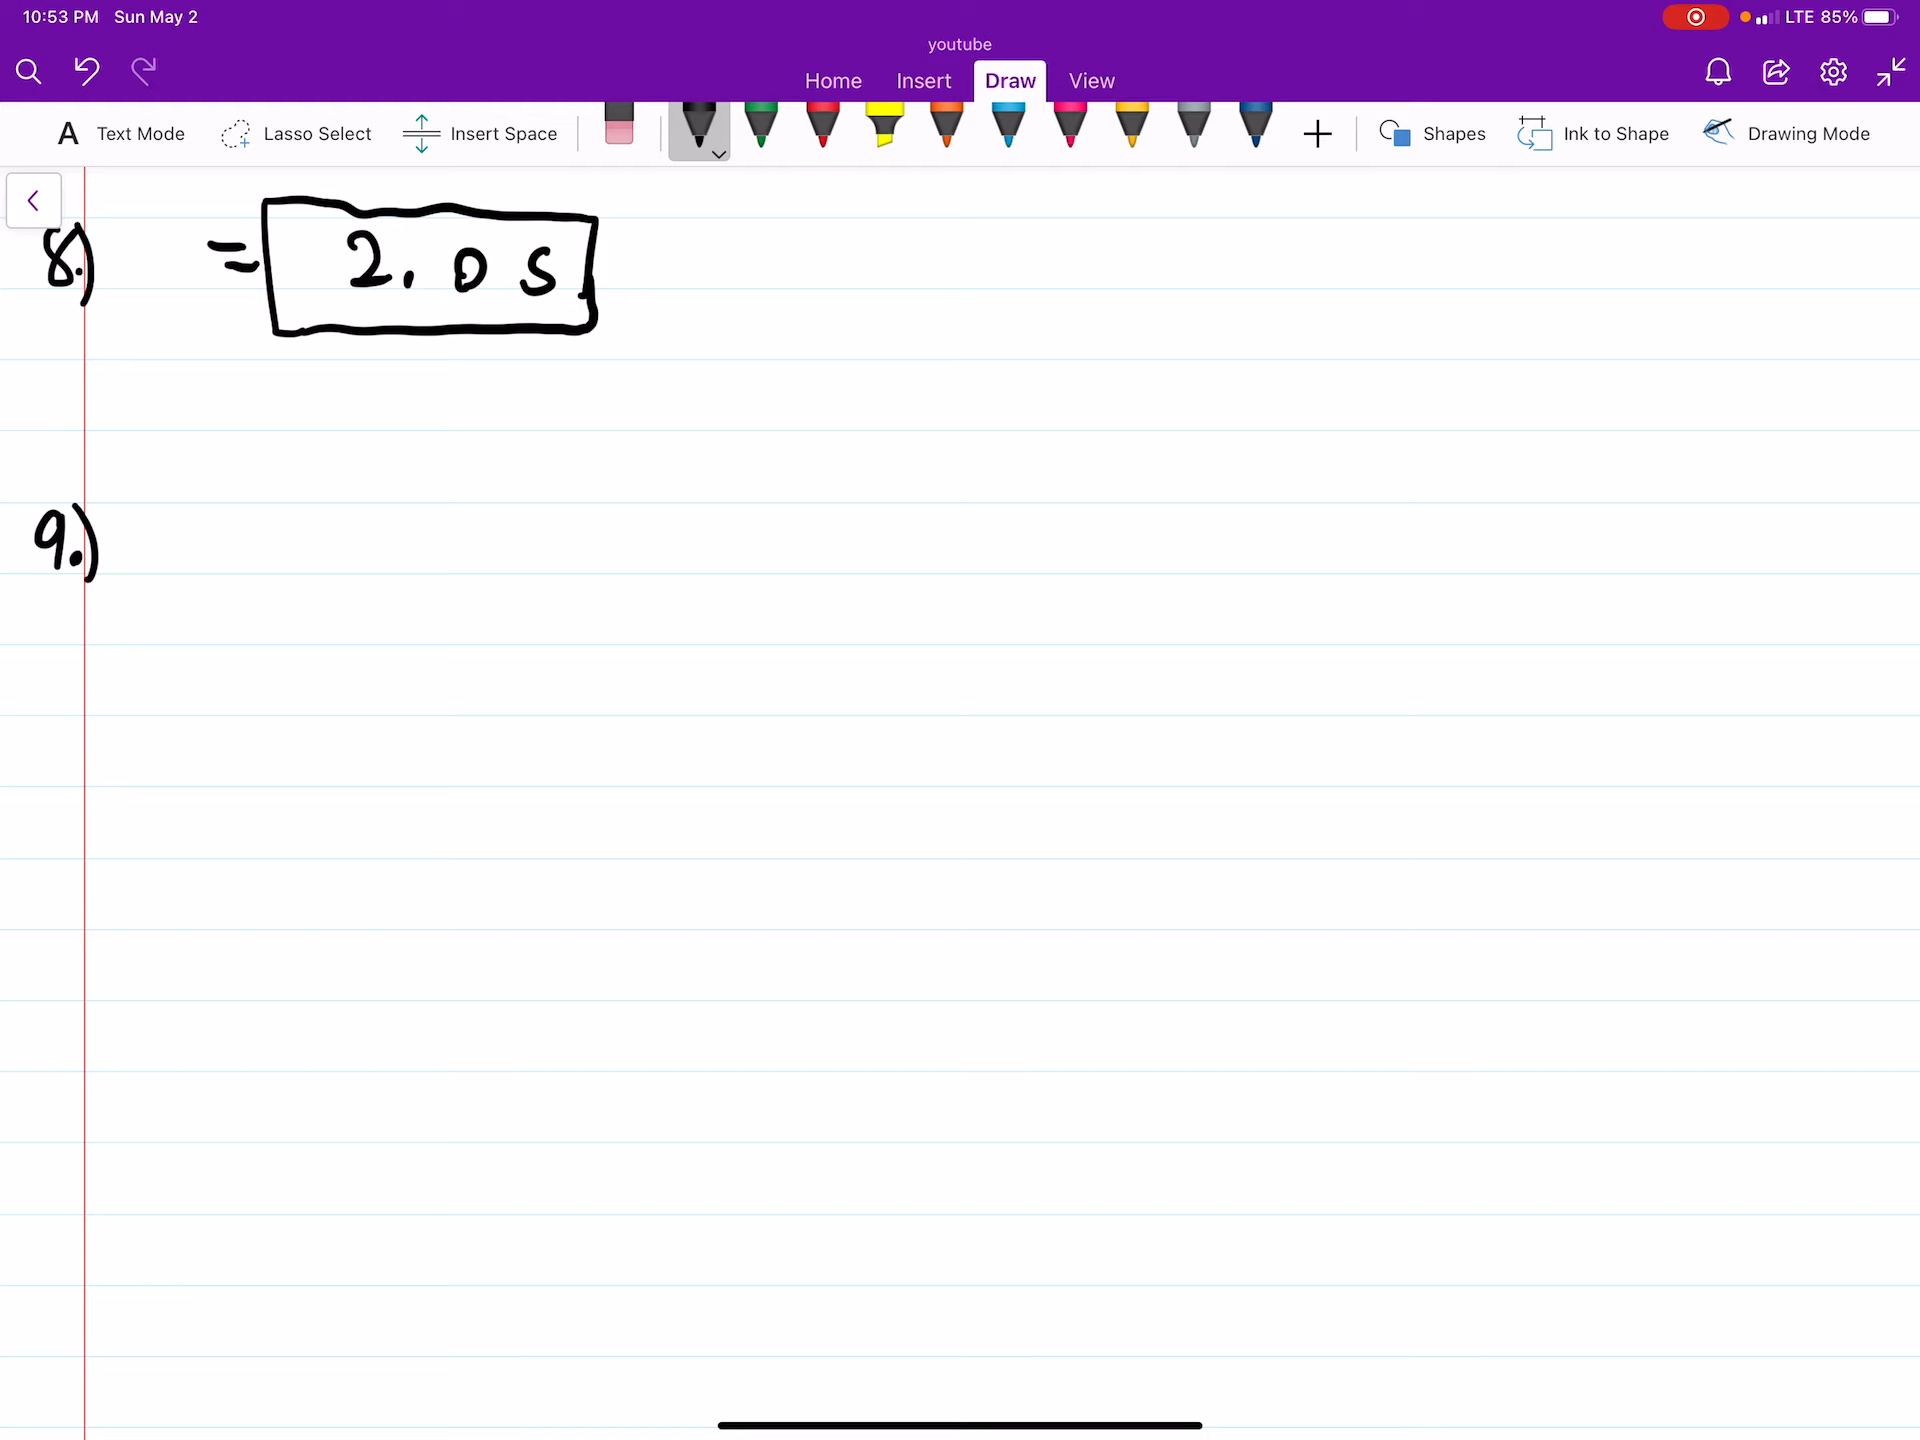 10:53 PM Sun May 2
LTE 85%
youtube
Home Insert Draw View
A Text Mode Lasso Select Insert Space Shapes Ink to Shape Drawing Mode
8.) = 2.0 s.
9.)